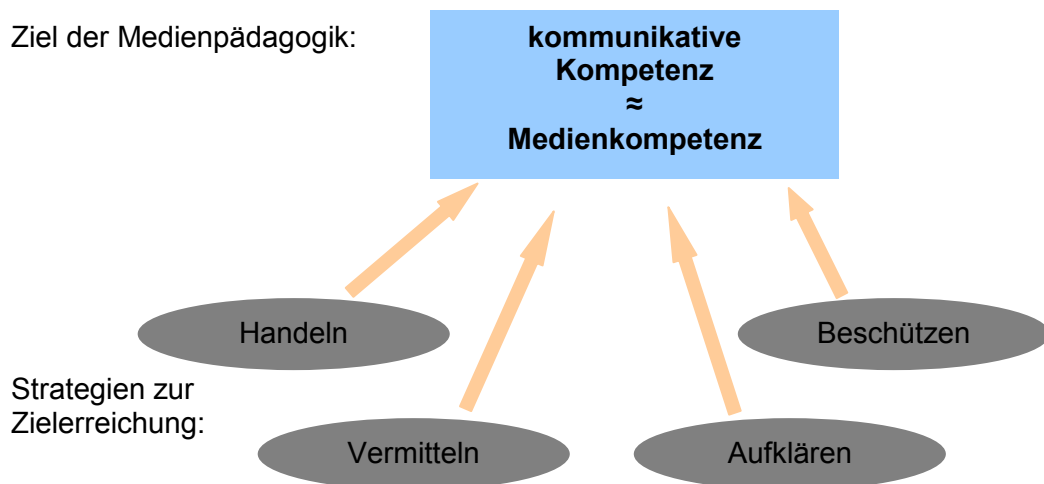 Ziel der Medienpädagogik:
kommunikative
Kompetenz
≈
Medienkompetenz
Handeln
Beschützen
Strategien zur
Zielerreichung:
Vermitteln
Aufklären